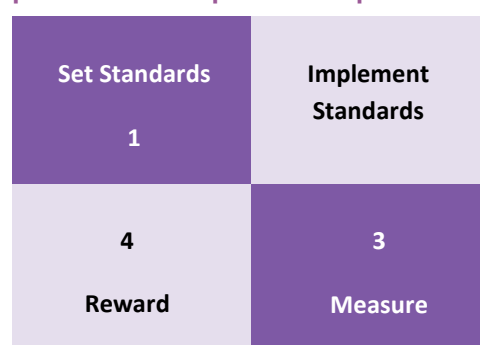 Set Standards
1
Implement
Standards
4
Reward
3
Measure